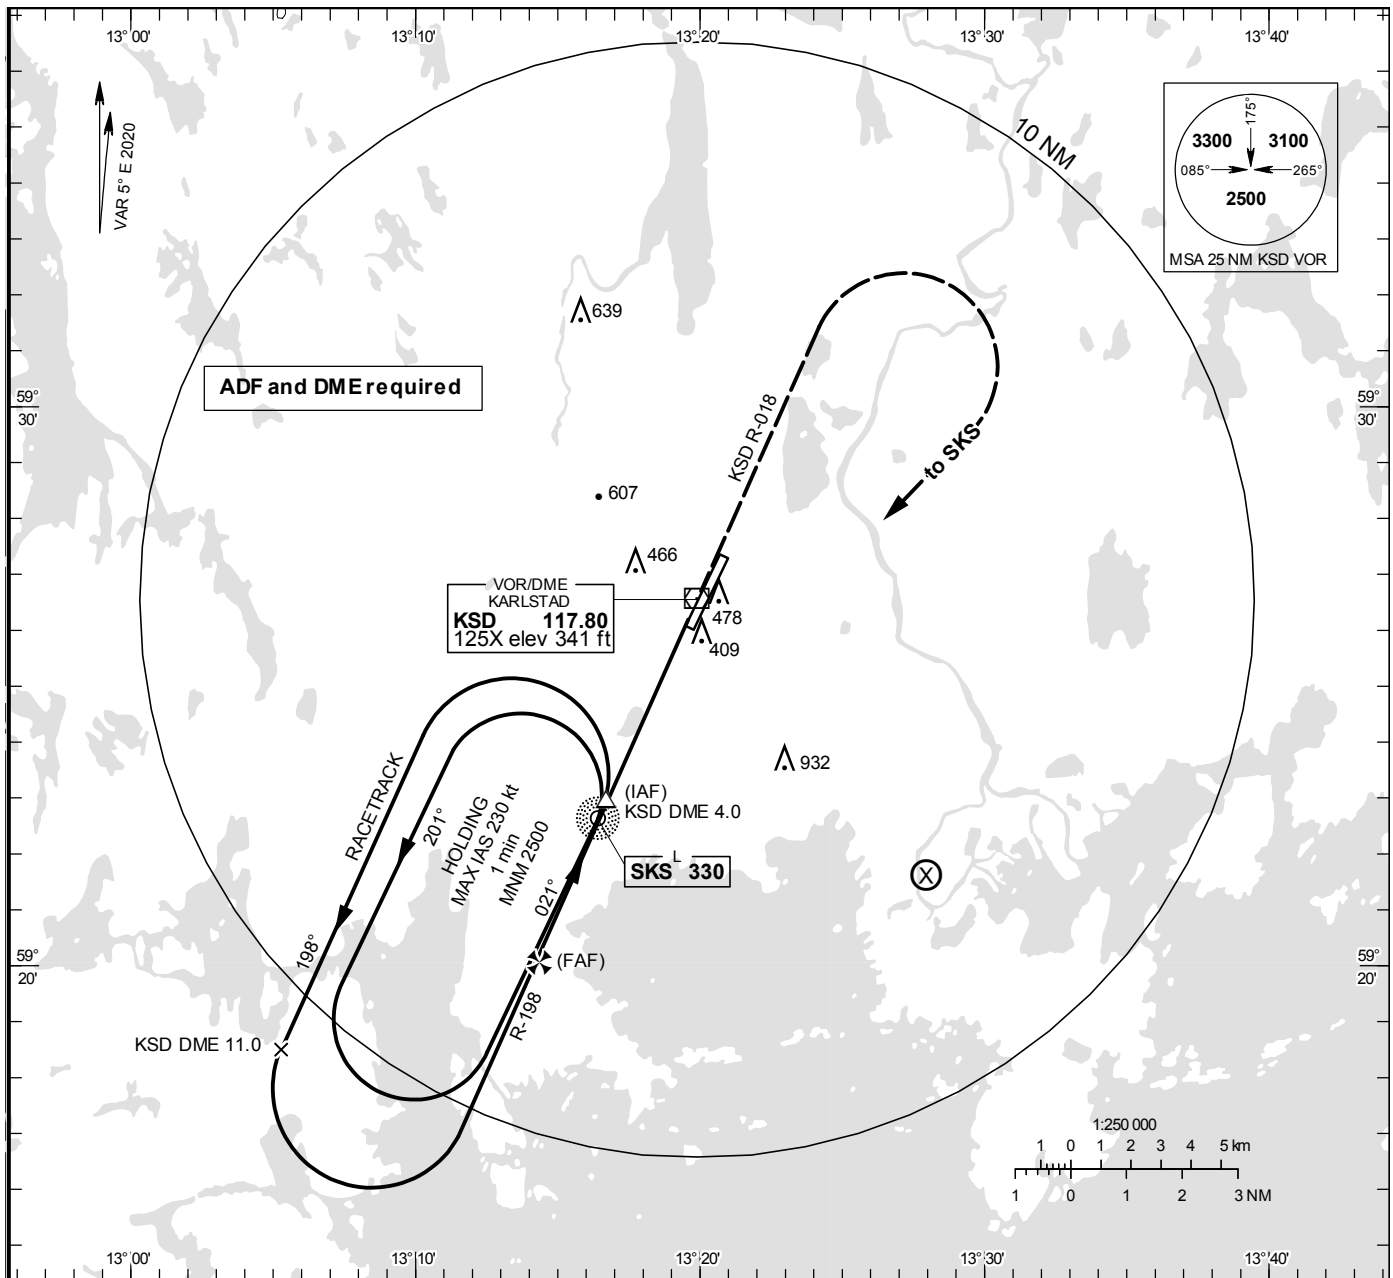 13°00'
13°10'
13°20'
13°30'
13°40'
VAR 5° E 2020
10 NM
175°
3300
3100
085°
265°
2500
MSA 25 NM KSD VOR
639
ADF and DME required
59°
30'
59°
30'
KSD R-018
to SKS
607
466
VOR/DME
KARLSTAD
KSD 117.80
125X elev 341 ft
478
409
932
RACETRACK
201°
HOLDING
MAX IAS 230 kt
1 min
MNM 2500
021°
(IAF)
KSD DME 4.0
L
SKS 330
X
198°
(FAF)
R-198
59°
20'
59°
20'
KSD DME 11.0
1:250 000
1 0 1 2 3 4 5 km
1 0 1 2 3 NM
13°00'
13°10'
13°20'
13°30'
13°40'